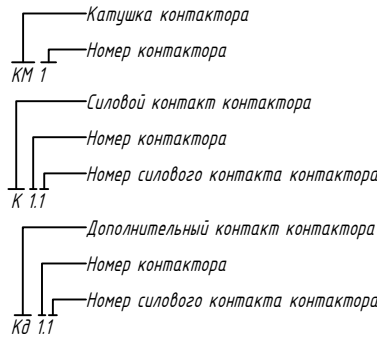 Катушка контактора
Номер контактора
КМ 1
Силовой контакт контактора
Номер контактора
Номер силового контакта контактора
К 1.1
Дополнительный контакт контактора
Номер контактора
Номер силового контакта контактора
Кд 1.1